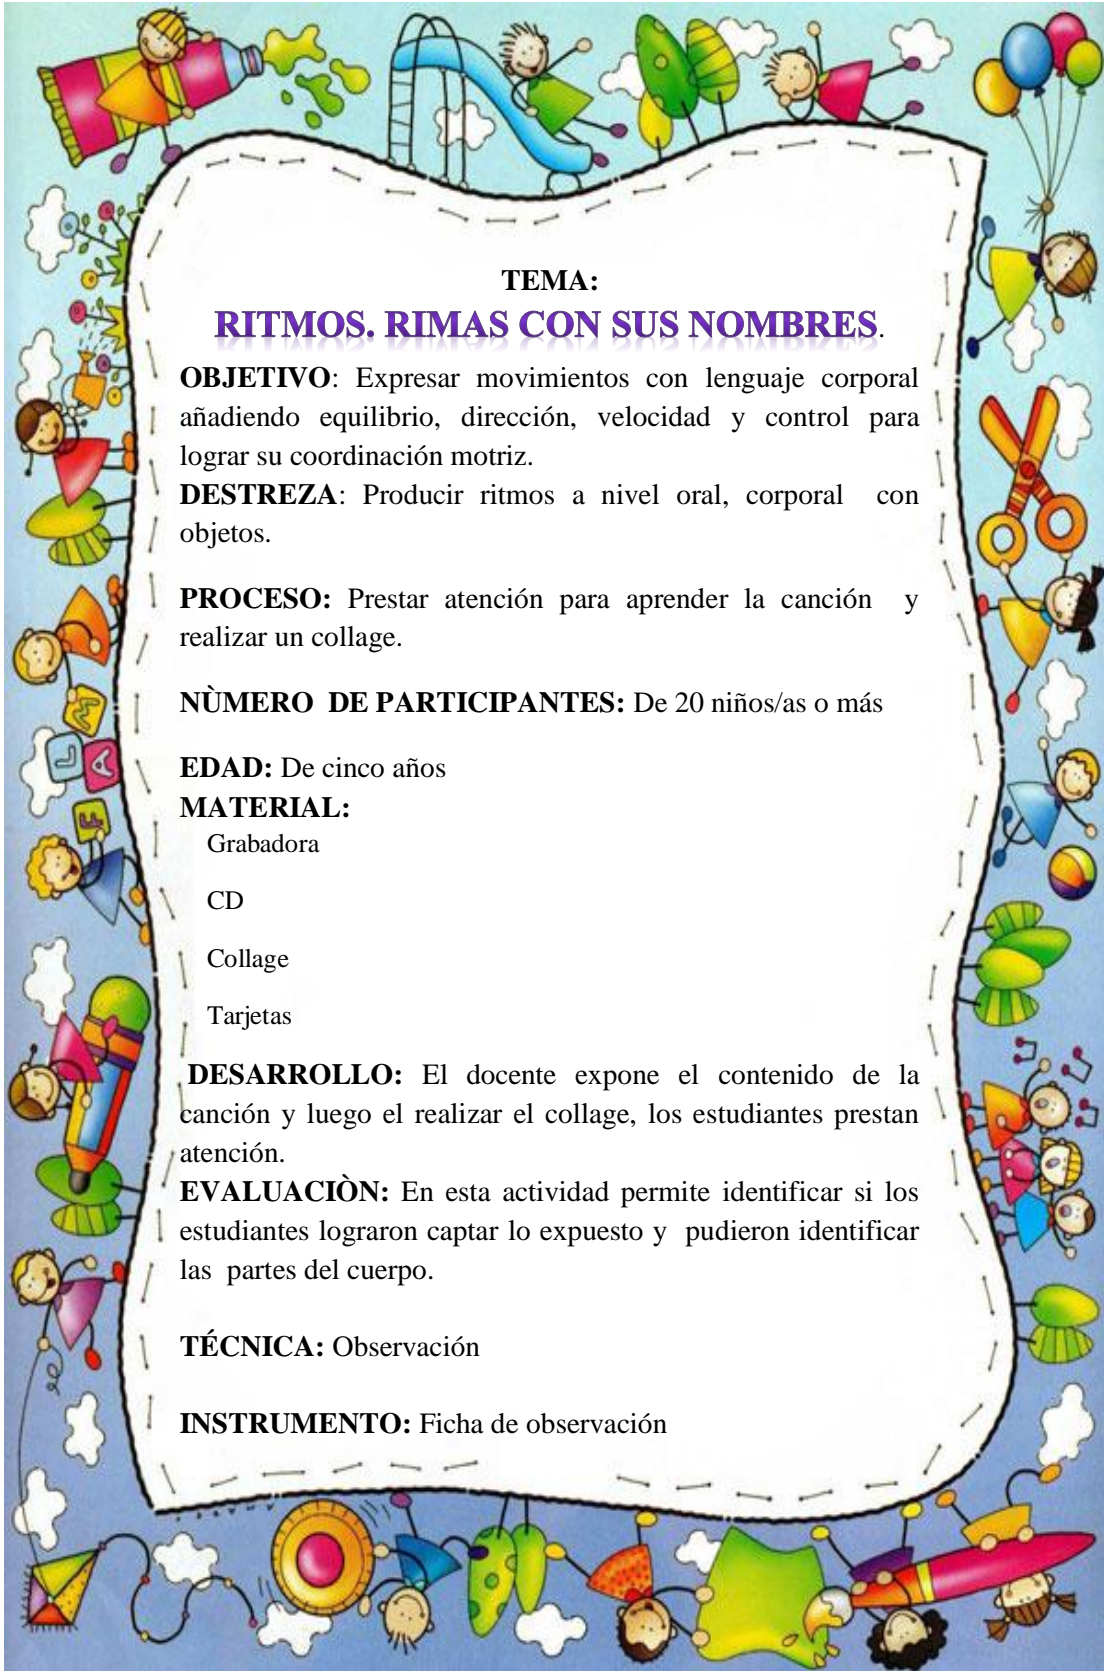 TEMA:
RITMOS. RIMAS CON SUS NOMBRES.
OBJETIVO: Expresar movimientos con lenguaje corporal
añadiendo equilibrio, dirección, velocidad y control para
lograr su coordinación motriz.
DESTREZA: Producir ritmos a nivel oral, corporal con
objetos.
PROCESO: Prestar atención para aprender la canción y
realizar un collage.
NÙMERO DE PARTICIPANTES: De 20 niños/as o más
EDAD: De cinco años
MATERIAL:
Grabadora
CD
Collage
Tarjetas
DESARROLLO: El docente expone el contenido de la
canción y luego el realizar el collage, los estudiantes prestan
atención.
EVALUACIÒN: En esta actividad permite identificar si los
estudiantes lograron captar lo expuesto y pudieron identificar
las partes del cuerpo.
TÉCNICA: Observación
INSTRUMENTO: Ficha de observación
M
L
A
F